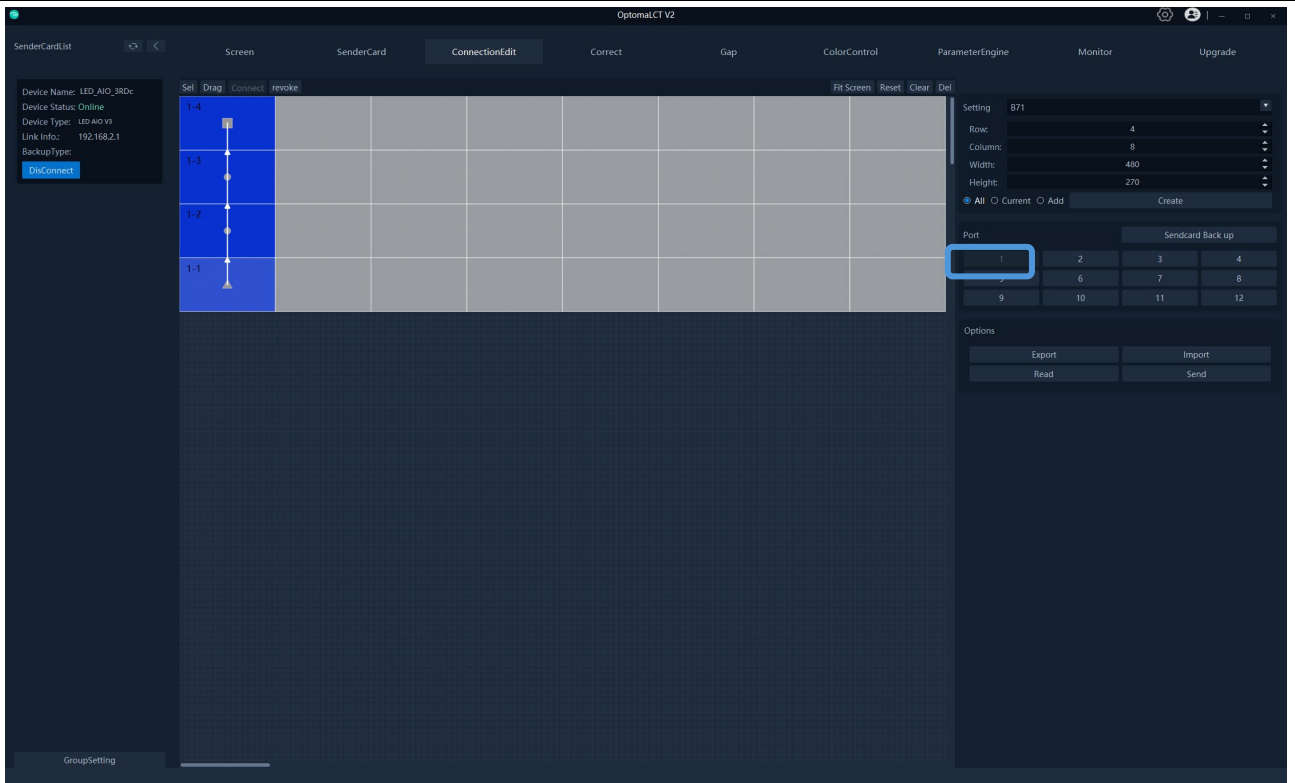 OptomaLCT V2
SenderCardList
Screen SenderCard ConnectionEdit Correct Gap ColorControl ParameterEngine Monitor Upgrade
Device Name: LED_AIO_3RDc
Device Status: Online
Device Type: LED AIO V3
Link Info.: 192.168.2.1
BackupType:
DisConnect
Sel Drag Connect revoke Fit Screen Reset Clear Del
1-4
1-3
1-2
1-1
Setting B71
Row: 4
Column: 8
Width: 480
Height: 270
All Current Add Create
Port Sendcard Back up
1 2 3 4
5 6 7 8
9 10 11 12
Options
Export Import
Read Send
GroupSetting